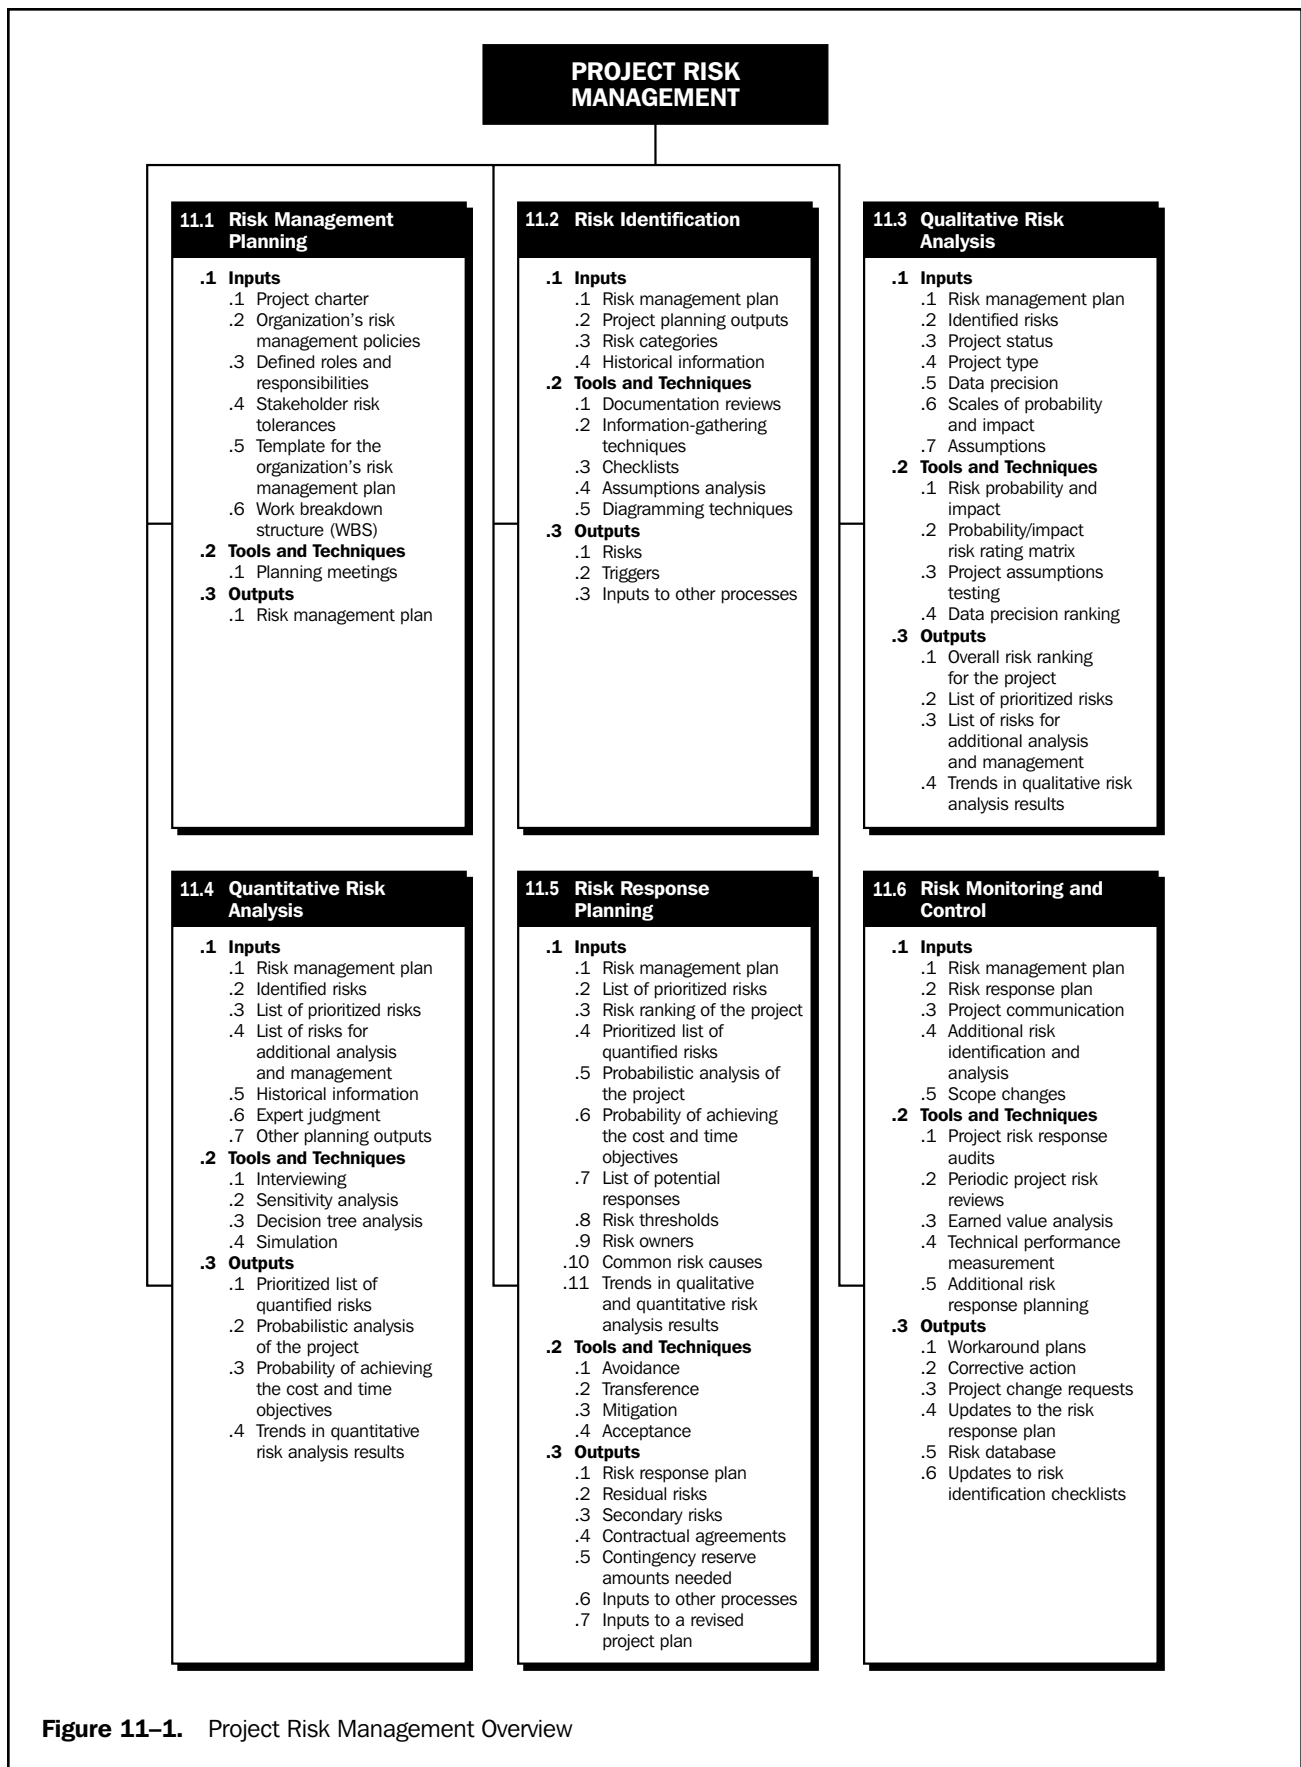 PROJECT RISK
MANAGEMENT
11.1 Risk Management
Planning
.1 Inputs
.1 Project charter
.2 Organization’s risk
management policies
.3 Defined roles and
responsibilities
.4 Stakeholder risk
tolerances
.5 Template for the
organization’s risk
management plan
.6 Work breakdown
structure (WBS)
.2 Tools and Techniques
.1 Planning meetings
.3 Outputs
.1 Risk management plan
11.2 Risk Identification
.1 Inputs
.1 Risk management plan
.2 Project planning outputs
.3 Risk categories
.4 Historical information
.2 Tools and Techniques
.1 Documentation reviews
.2 Information-gathering
techniques
.3 Checklists
.4 Assumptions analysis
.5 Diagramming techniques
.3 Outputs
.1 Risks
.2 Triggers
.3 Inputs to other processes
11.3 Qualitative Risk
Analysis
.1 Inputs
.1 Risk management plan
.2 Identified risks
.3 Project status
.4 Project type
.5 Data precision
.6 Scales of probability
and impact
.7 Assumptions
.2 Tools and Techniques
.1 Risk probability and
impact
.2 Probability/impact
risk rating matrix
.3 Project assumptions
testing
.4 Data precision ranking
.3 Outputs
.1 Overall risk ranking
for the project
.2 List of prioritized risks
.3 List of risks for
additional analysis
and management
.4 Trends in qualitative risk
analysis results
11.4 Quantitative Risk
Analysis
.1 Inputs
.1 Risk management plan
.2 Identified risks
.3 List of prioritized risks
.4 List of risks for
additional analysis
and management
.5 Historical information
.6 Expert judgment
.7 Other planning outputs
.2 Tools and Techniques
.1 Interviewing
.2 Sensitivity analysis
.3 Decision tree analysis
.4 Simulation
.3 Outputs
.1 Prioritized list of
quantified risks
.2 Probabilistic analysis
of the project
.3 Probability of achieving
the cost and time
objectives
.4 Trends in quantitative
risk analysis results
11.5 Risk Response
Planning
.1 Inputs
.1 Risk management plan
.2 List of prioritized risks
.3 Risk ranking of the project
.4 Prioritized list of
quantified risks
.5 Probabilistic analysis of
the project
.6 Probability of achieving
the cost and time
objectives
.7 List of potential
responses
.8 Risk thresholds
.9 Risk owners
.10 Common risk causes
.11 Trends in qualitative
and quantitative risk
analysis results
.2 Tools and Techniques
.1 Avoidance
.2 Transference
.3 Mitigation
.4 Acceptance
.3 Outputs
.1 Risk response plan
.2 Residual risks
.3 Secondary risks
.4 Contractual agreements
.5 Contingency reserve
amounts needed
.6 Inputs to other processes
.7 Inputs to a revised
project plan
11.6 Risk Monitoring and
Control
.1 Inputs
.1 Risk management plan
.2 Risk response plan
.3 Project communication
.4 Additional risk
identification and
analysis
.5 Scope changes
.2 Tools and Techniques
.1 Project risk response
audits
.2 Periodic project risk
reviews
.3 Earned value analysis
.4 Technical performance
measurement
.5 Additional risk
response planning
.3 Outputs
.1 Workaround plans
.2 Corrective action
.3 Project change requests
.4 Updates to the risk
response plan
.5 Risk database
.6 Updates to risk
identification checklists
Figure 11–1. Project Risk Management Overview